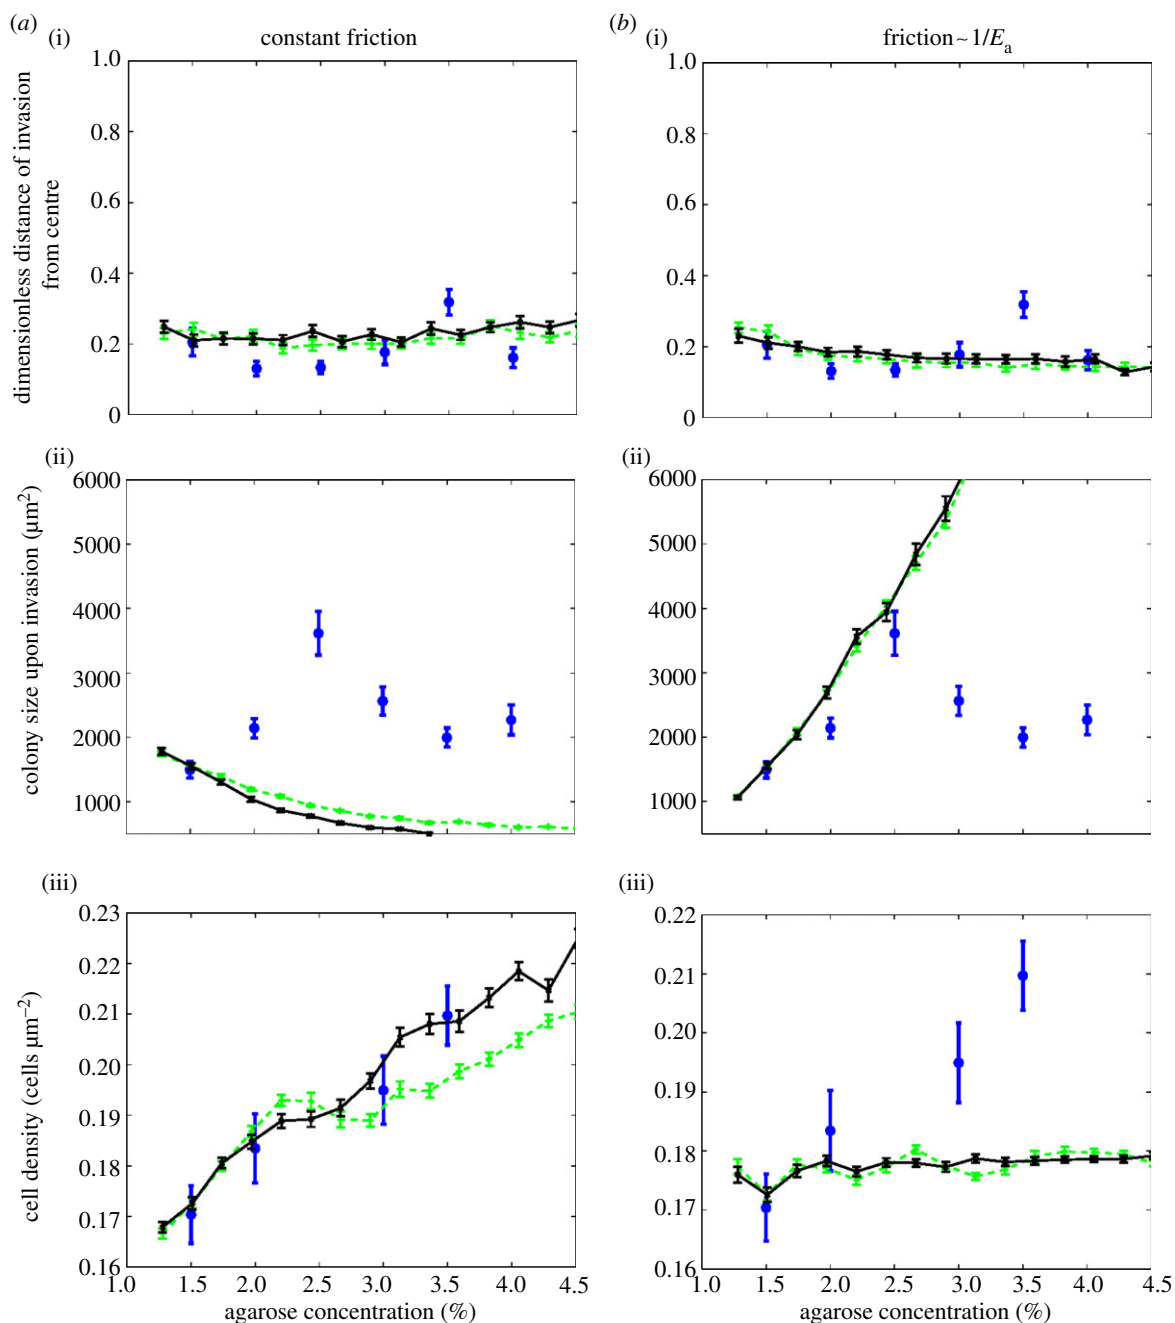 (a)
(i)
constant friction
1.0
0.8
0.6
0.4
0.2
0
dimensionless distance of invasion
from centre
(b)
(i)
friction ~ 1/Ea
1.0
0.8
0.6
0.4
0.2
0
(ii)
6000
5000
4000
3000
2000
1000
colony size upon invasion (µm²)
(ii)
6000
5000
4000
3000
2000
1000
(iii)
0.23
0.22
0.21
0.20
0.19
0.18
0.17
0.16
cell density (cells µm⁻²)
1.0 1.5 2.0 2.5 3.0 3.5 4.0 4.5
agarose concentration (%)
(iii)
0.22
0.21
0.20
0.19
0.18
0.17
0.16
1.0 1.5 2.0 2.5 3.0 3.5 4.0 4.5
agarose concentration (%)